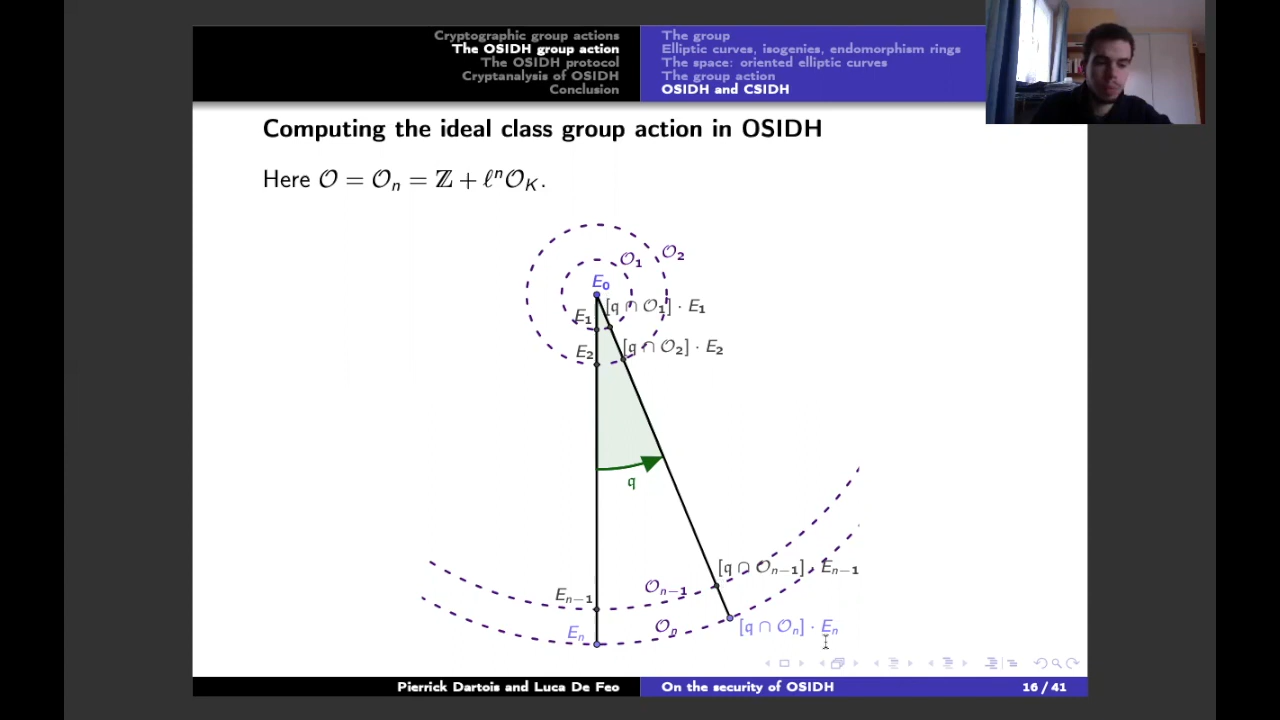 Cryptographic group actions
The OSIDH group action
The OSIDH protocol
Cryptanalysis of OSIDH
Conclusion
The group
Elliptic curves, isogenies, endomorphism rings
The space: oriented elliptic curves
The group action
OSIDH and CSIDH
Computing the ideal class group action in OSIDH
Here 𝒪 = 𝒪ₙ = ℤ + ℓⁿ𝒪_K.
𝒪₂
𝒪₁
E₀
[𝔮 ∩ 𝒪₁] · E₁
E₁
[𝔮 ∩ 𝒪₂] · E₂
E₂
𝔮
[𝔮 ∩ 𝒪ₙ₋₁] · Eₙ₋₁
𝒪ₙ₋₁
Eₙ₋₁
[𝔮 ∩ 𝒪ₙ] · Eₙ
𝒪ₙ
Eₙ
Pierrick Dartois and Luca De Feo
On the security of OSIDH
16 / 41